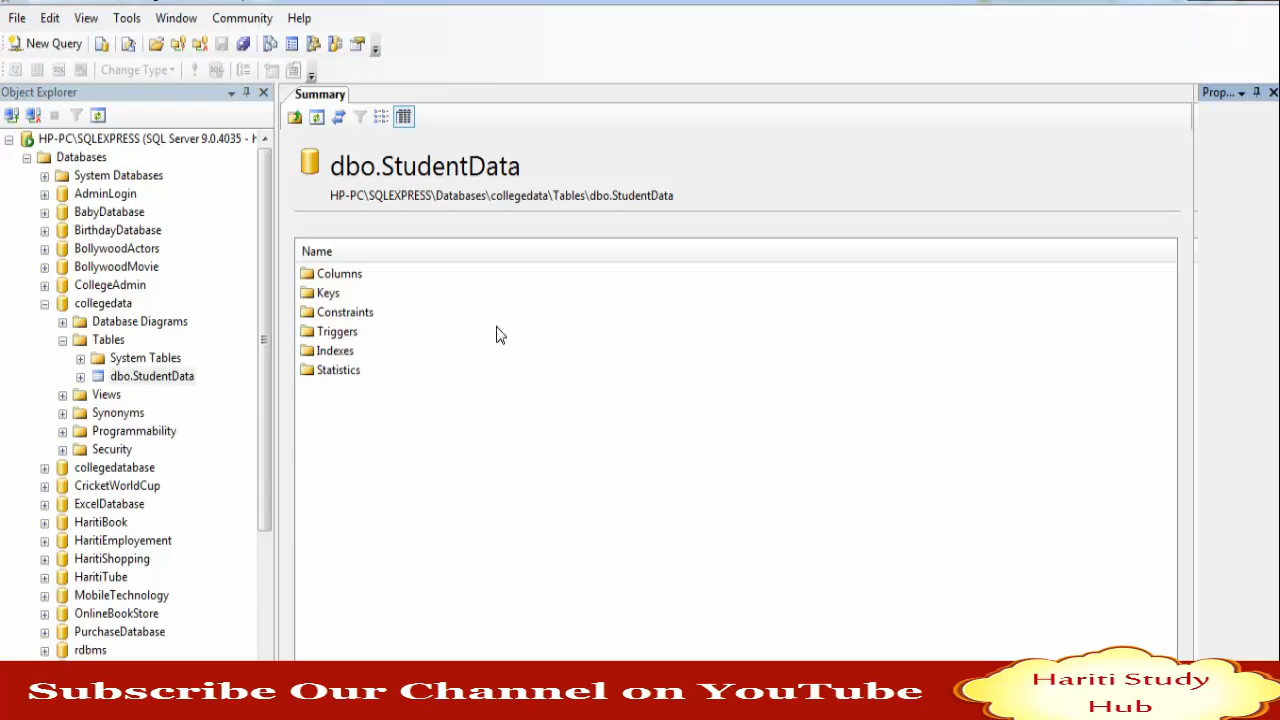 File Edit View Tools Window Community Help
New Query
Change Type
Object Explorer
Summary
Prop...
HP-PC\SQLEXPRESS (SQL Server 9.0.4035 -
Databases
System Databases
AdminLogin
BabyDatabase
BirthdayDatabase
BollywoodActors
BollywoodMovie
CollegeAdmin
collegedata
Database Diagrams
Tables
System Tables
dbo.StudentData
Views
Synonyms
Programmability
Security
collegedatabase
CricketWorldCup
ExcelDatabase
HaritiBook
HaritiEmployement
HaritiShopping
HaritiTube
MobileTechnology
OnlineBookStore
PurchaseDatabase
rdbms
dbo.StudentData
HP-PC\SQLEXPRESS\Databases\collegedata\Tables\dbo.StudentData
Name
Columns
Keys
Constraints
Triggers
Indexes
Statistics
Subscribe Our Channel on YouTube
Hariti Study
Hub